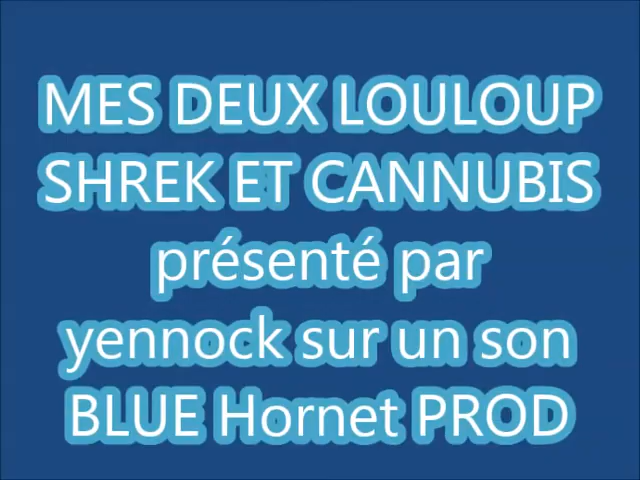 MES DEUX LOULOUP
SHREK ET CANNUBIS
présenté par
yennock sur un son
BLUE Hornet PROD